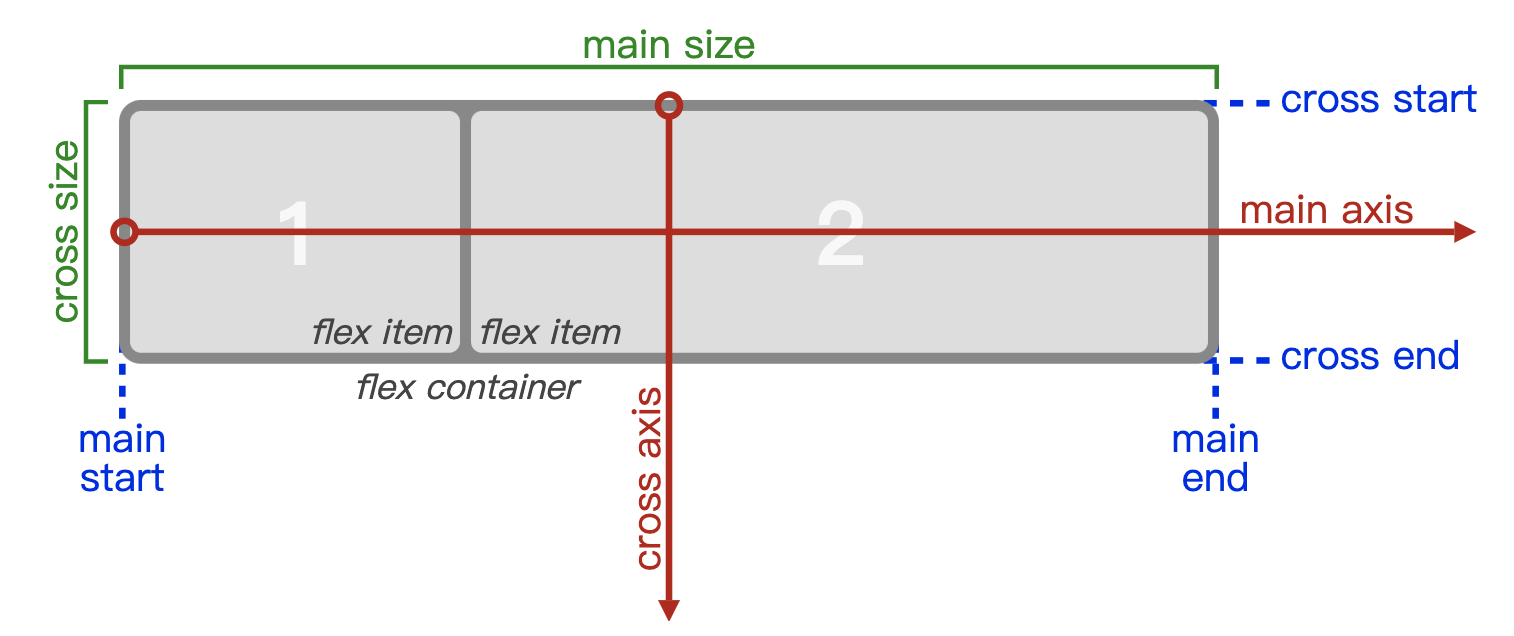 main size
cross start
cross size
1
2
main axis
flex item
flex item
cross end
flex container
cross axis
main
start
main
end